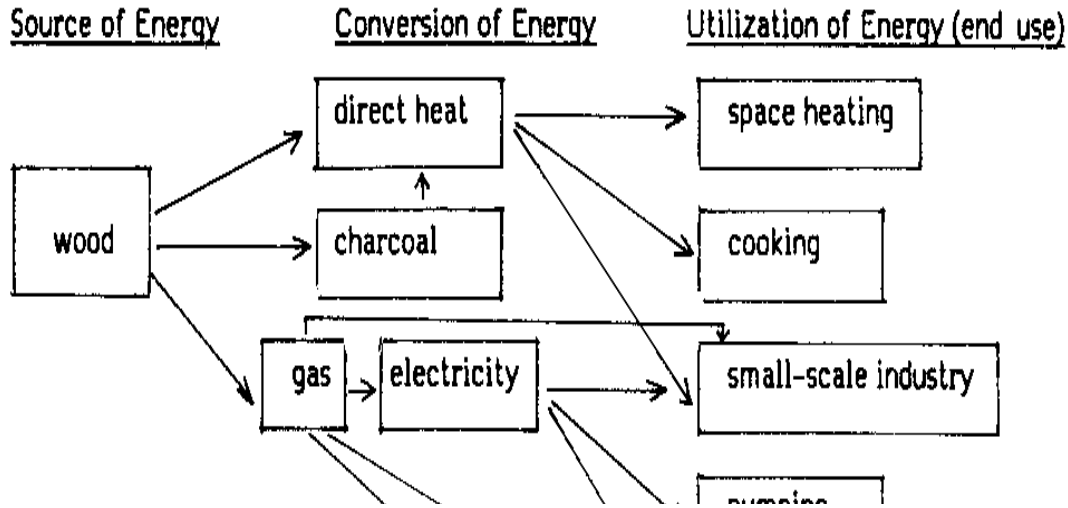 Source of Energy
Conversion of Energy
Utilization of Energy (end use)
direct heat
space heating
wood
charcoal
cooking
gas
electricity
small-scale industry